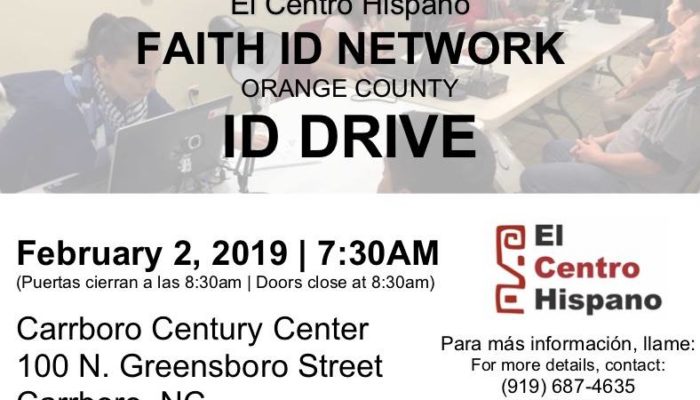 El Centro Hispano
FAITH ID NETWORK
ORANGE COUNTY
ID DRIVE
February 2, 2019 | 7:30AM
(Puertas cierran a las 8:30am | Doors close at 8:30am)
Carrboro Century Center
100 N. Greensboro Street
Carrboro, NC
El
Centro
Hispano
Para más información, llame:
For more details, contact:
(919) 687-4635